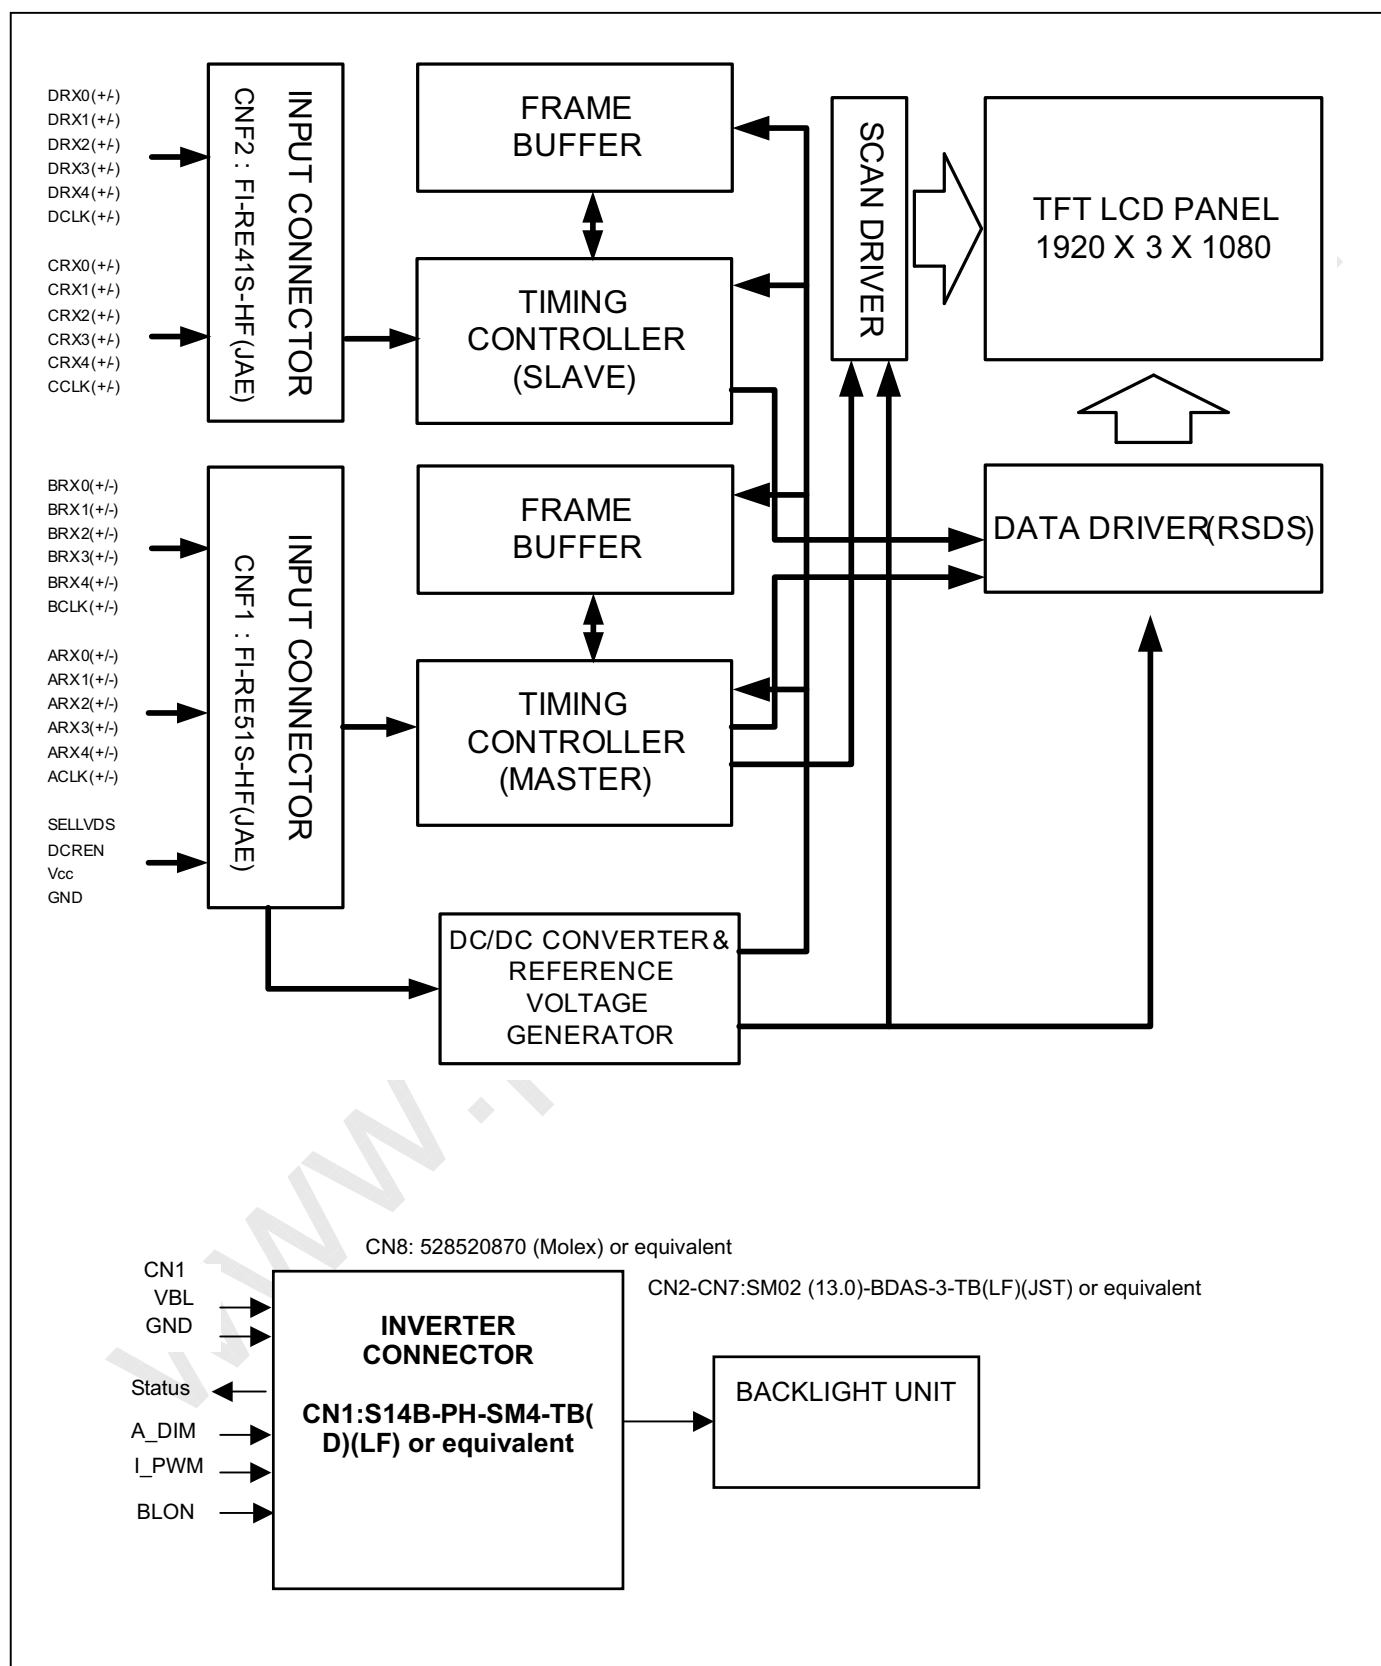 DRX0(+/-)
DRX1(+/-)
DRX2(+/-)
DRX3(+/-)
DRX4(+/-)
DCLK(+/-)
CRX0(+/-)
CRX1(+/-)
CRX2(+/-)
CRX3(+/-)
CRX4(+/-)
CCLK(+/-)
INPUT CONNECTOR
CNF2 : FI-RE41S-HF(JAE)
FRAME
BUFFER
TIMING
CONTROLLER
(SLAVE)
SCAN DRIVER
TFT LCD PANEL
1920 X 3 X 1080
BRX0(+/-)
BRX1(+/-)
BRX2(+/-)
BRX3(+/-)
BRX4(+/-)
BCLK(+/-)
ARX0(+/-)
ARX1(+/-)
ARX2(+/-)
ARX3(+/-)
ARX4(+/-)
ACLK(+/-)
SELLVDS
DCREN
Vcc
GND
INPUT CONNECTOR
CNF1 : FI-RE51S-HF(JAE)
FRAME
BUFFER
TIMING
CONTROLLER
(MASTER)
DATA DRIVER(RSDS)
DC/DC CONVERTER &
REFERENCE
VOLTAGE
GENERATOR
www.
CN8: 528520870 (Molex) or equivalent
CN2-CN7:SM02 (13.0)-BDAS-3-TB(LF)(JST) or equivalent
CN1
VBL
GND
Status
A_DIM
I_PWM
BLON
INVERTER
CONNECTOR
CN1:S14B-PH-SM4-TB(
D)(LF) or equivalent
BACKLIGHT UNIT